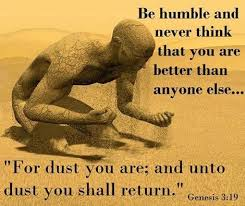 Be humble and
never think
that you are
better than
anyone else...
"For dust you are; and unto
dust you shall return."
Genesis 3:19